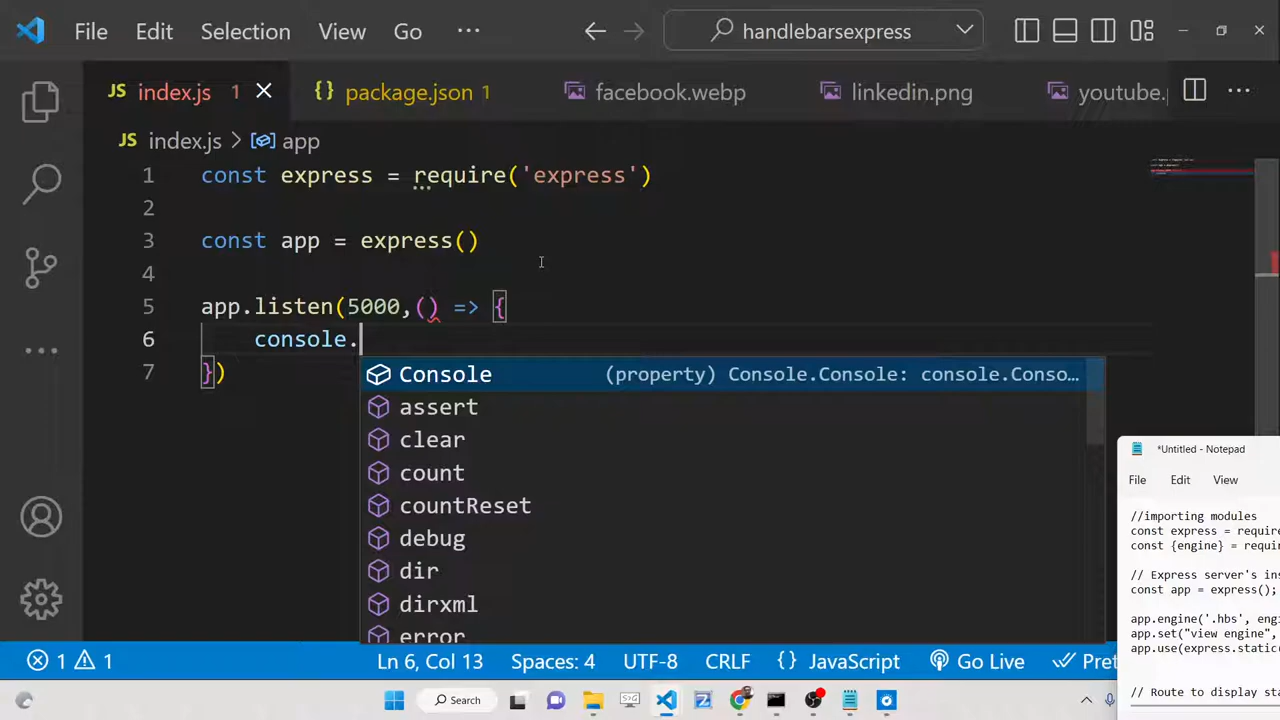 File Edit Selection View Go ··· handlebarsexpress
JS index.js 1 {} package.json 1 facebook.webp linkedin.png youtube.p
JS index.js > app
1 const express = require('express')
2
3 const app = express()
4
5 app.listen(5000,() => {
6 console.
7 })
Console (property) Console.Console: console.Conso…
assert
clear
count
countReset
debug
dir
dirxml
error
*Untitled - Notepad
File Edit View
//importing modules
const express = require
const {engine} = requir
// Express server's ins
const app = express();
app.engine('.hbs', engi
app.set("view engine",
app.use(express.static(
// Route to display sta
1 1 Ln 6, Col 13 Spaces: 4 UTF-8 CRLF {} JavaScript Go Live Pret
Search